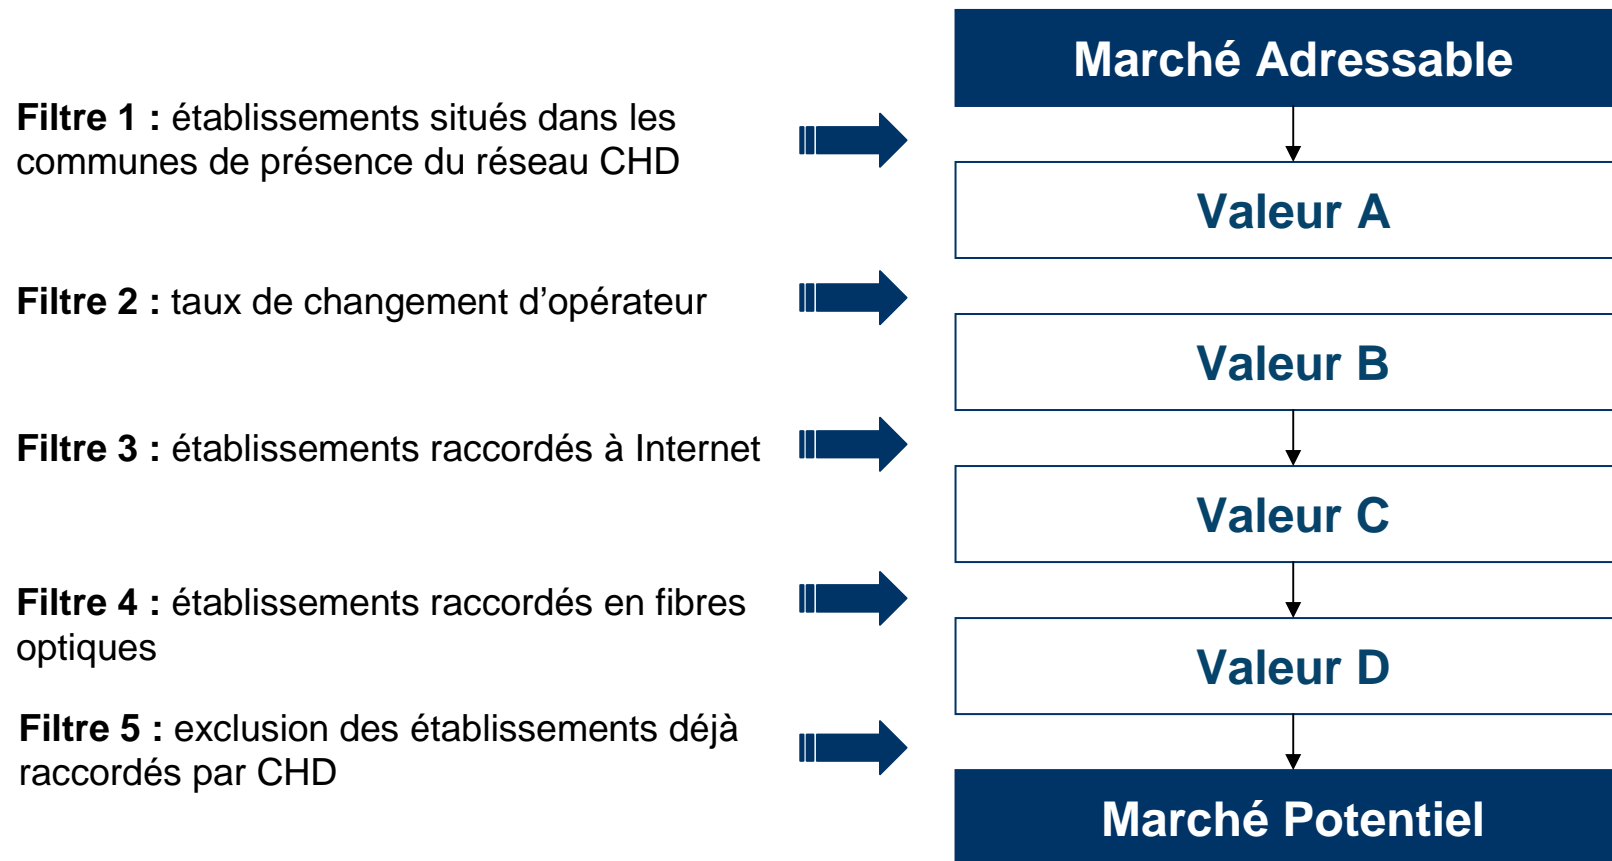 Marché Adressable
Filtre 1 : établissements situés dans les
communes de présence du réseau CHD
Valeur A
Filtre 2 : taux de changement d’opérateur
Valeur B
Filtre 3 : établissements raccordés à Internet
Valeur C
Filtre 4 : établissements raccordés en fibres
optiques
Valeur D
Filtre 5 : exclusion des établissements déjà
raccordés par CHD
Marché Potentiel